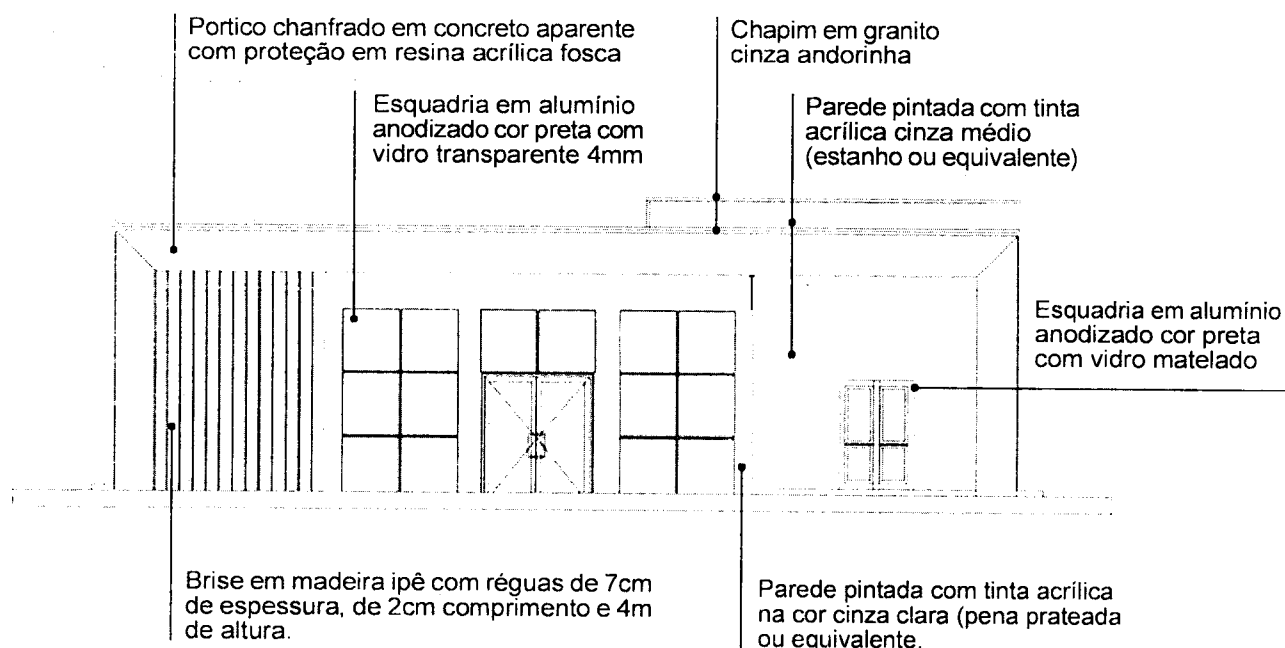 Portico chanfrado em concreto aparente
com proteção em resina acrílica fosca
Chapim em granito
cinza andorinha
Esquadria em alumínio
anodizado cor preta com
vidro transparente 4mm
Parede pintada com tinta
acrílica cinza médio
(estanho ou equivalente)
Esquadria em alumínio
anodizado cor preta
com vidro matelado
Brise em madeira ipê com réguas de 7cm
de espessura, de 2cm comprimento e 4m
de altura.
Parede pintada com tinta acrílica
na cor cinza clara (pena prateada
ou equivalente.